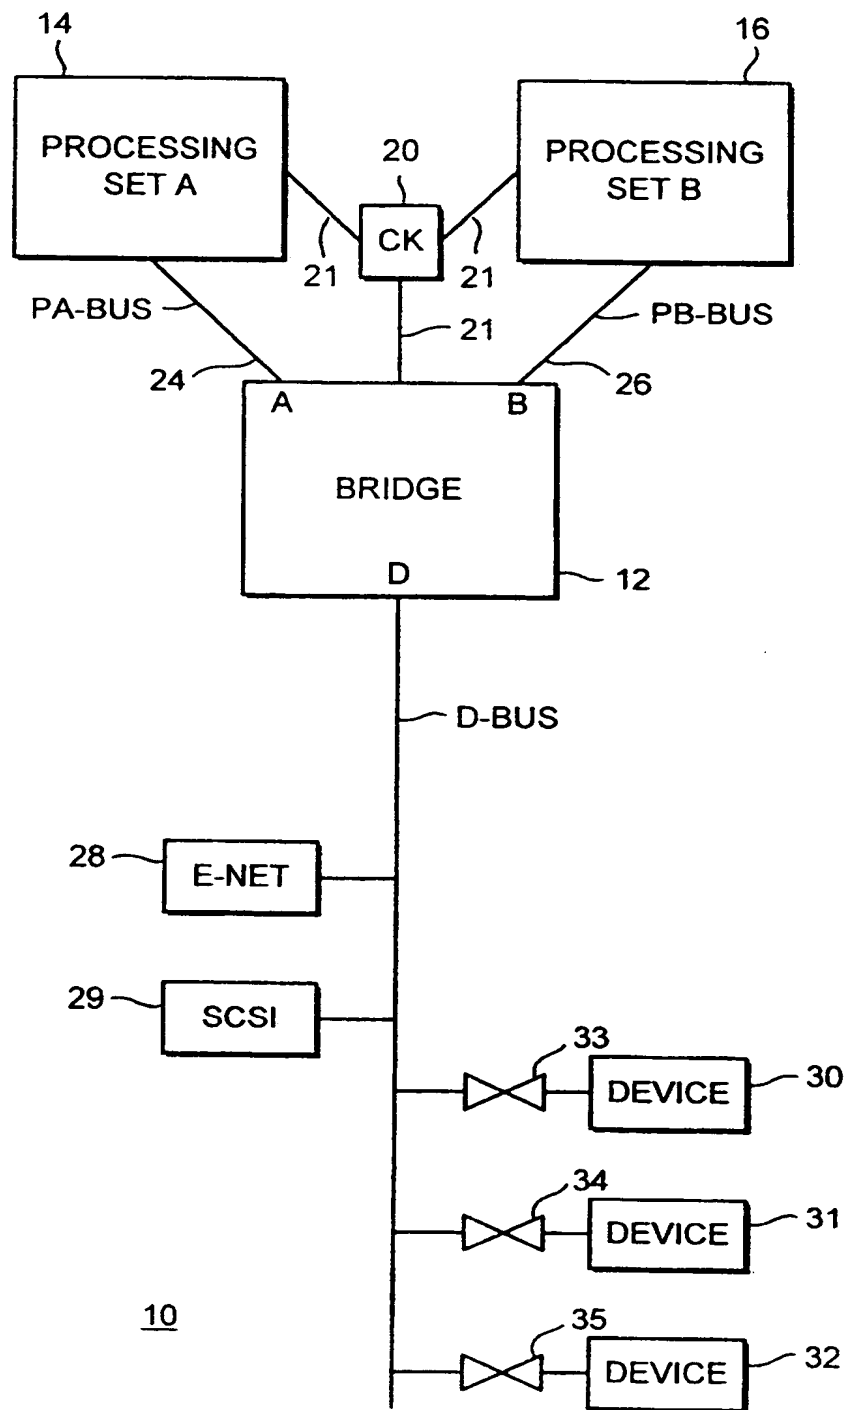 14
16
PROCESSING
SET A
20
PROCESSING
SET B
CK
21
21
PA-BUS
21
PB-BUS
24
26
A
B
BRIDGE
D
12
D-BUS
28
E-NET
29
SCSI
33
DEVICE
30
34
DEVICE
31
10
35
DEVICE
32